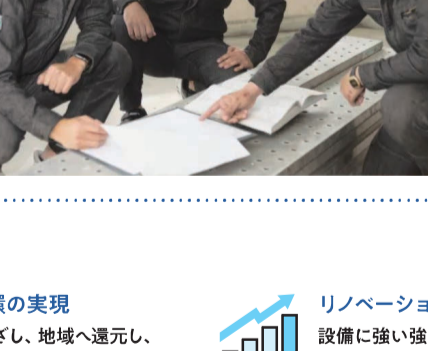 環の実現
ざし、地域へ還元し、
リノベーショ
設備に強い強